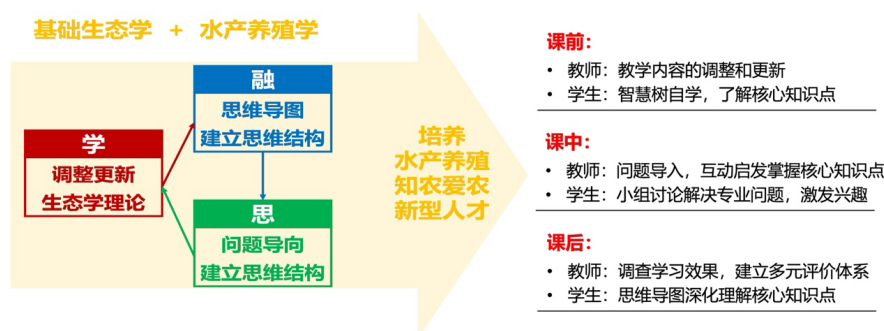 基础生态学 + 水产养殖学
融
思维导图
建立思维结构
学
调整更新
生态学理论
思
问题导向
建立思维结构
培养
水产养殖
知农爱农
新型人才
课前：
• 教师：教学内容的调整和更新
• 学生：智慧树自学，了解核心知识点
课中：
• 教师：问题导入，互动启发掌握核心知识点
• 学生：小组讨论解决专业问题，激发兴趣
课后：
• 教师：调查学习效果，建立多元评价体系
• 学生：思维导图深化理解核心知识点